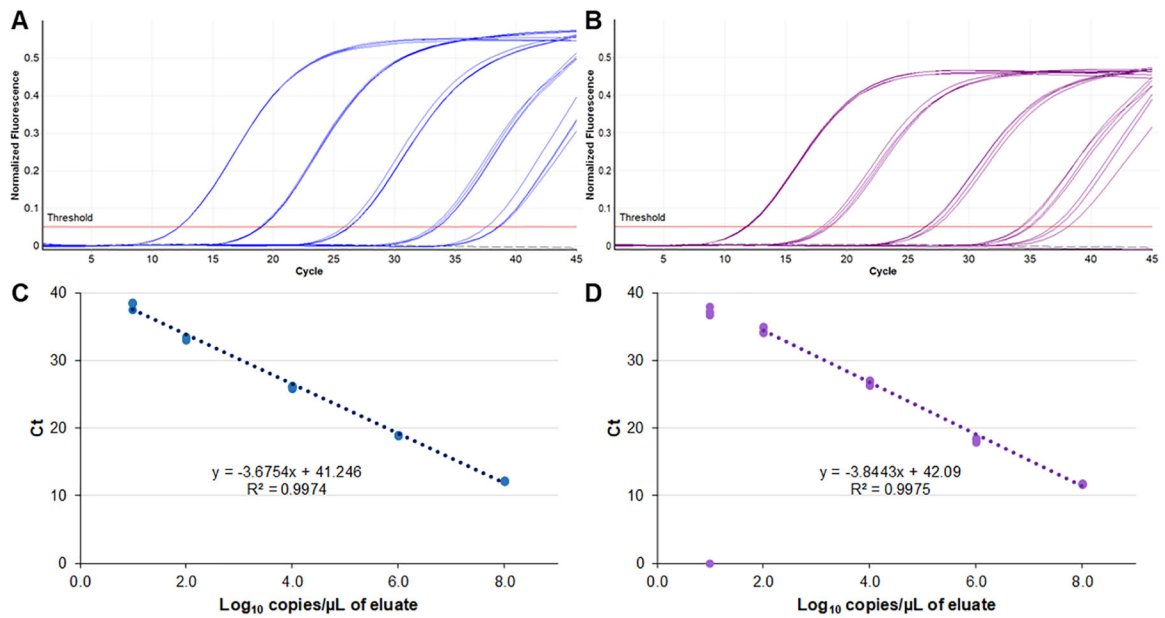 A
Normalized Fluorescence
0.5
0.4
0.3
0.2
0.1
0
Threshold
5 10 15 20 25 30 35 40 45
Cycle
B
Normalized Fluorescence
0.5
0.4
0.3
0.2
0.1
0
Threshold
5 10 15 20 25 30 35 40 45
Cycle
C
Ct
40
30
20
10
0
y = -3.6754x + 41.246
R² = 0.9974
0.0 2.0 4.0 6.0 8.0
Log₁₀ copies/µL of eluate
D
Ct
40
30
20
10
0
y = -3.8443x + 42.09
R² = 0.9975
0.0 2.0 4.0 6.0 8.0
Log₁₀ copies/µL of eluate